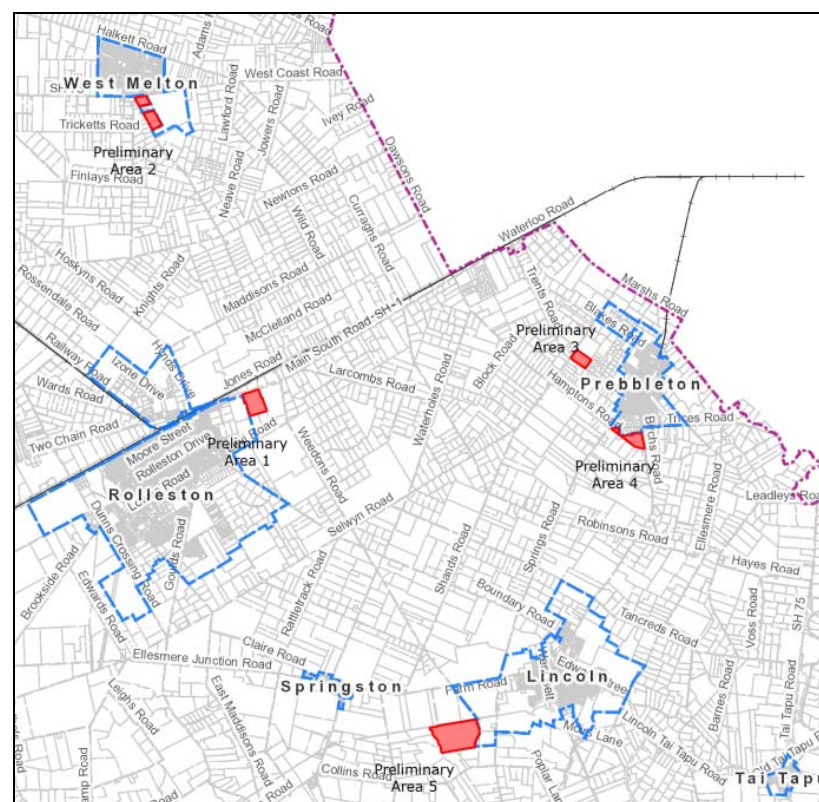 Halkett Road
Adams Road
West Coast Road
West Melton
Tricketts Road
Lawford Road
Jowers Road
Ivey Road
Preliminary
Area 2
Finlays Road
Neave Road
Newtons Road
Dawsons Road
Wild Road
Curraghs Road
Waterloo Road
Hoskyns Road
Knights Road
Rossendale Road
Maddisons Road
McClelland Road
Main South Road-SH-1
Trents Road
Marshs Road
Blakes Road
Railway Road
Izone Drive
Hynds Drive
Jones Road
Larcombs Road
Block Road
Preliminary
Area 3
Prebbleton
Wards Road
Waterholes Road
Hamptons Road
Trices Road
Birchs Road
Two Chain Road
Moore Street
Rolleston Drive
Road
Preliminary
Area 1
Weedons Road
Preliminary
Area 4
Rolleston
Road
Leadleys Road
Ellesmere Road
Dunns Crossing Road
Goulds Road
Selwyn Road
Robinsons Road
Springs Road
Shands Road
Hayes Road
Brookside Road
Edwards Road
Rattletrack Road
Boundary Road
Tancreds Road
Voss Road
SH 75
Claire Road
Ellesmere Junction Road
Springston
Farm Road
Lincoln
Barnes Road
Tai Tapu Road
Leighs Road
East Maddisons Road
Lincoln Tai Tapu Road
Collins Road
Preliminary
Area 5
Poplar Lane
Tai Tapu